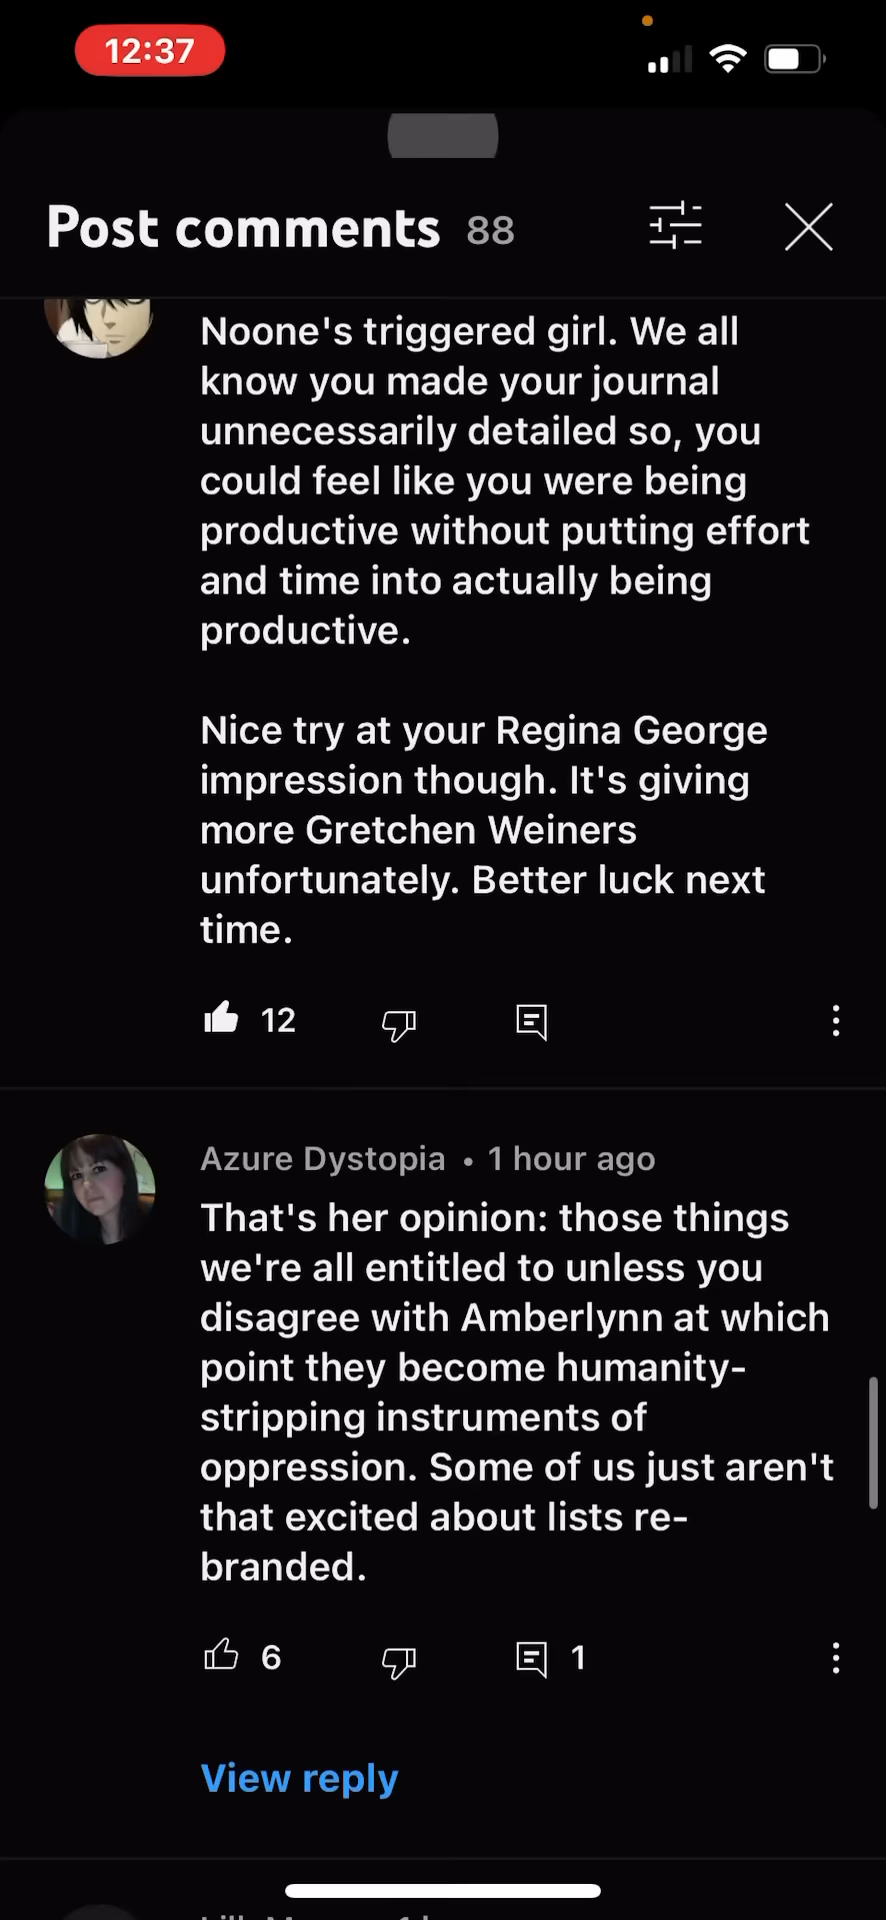 12:37
Post comments 88
Noone's triggered girl. We all
know you made your journal
unnecessarily detailed so, you
could feel like you were being
productive without putting effort
and time into actually being
productive.
Nice try at your Regina George
impression though. It's giving
more Gretchen Weiners
unfortunately. Better luck next
time.
12
Azure Dystopia • 1 hour ago
That's her opinion: those things
we're all entitled to unless you
disagree with Amberlynn at which
point they become humanity-
stripping instruments of
oppression. Some of us just aren't
that excited about lists re-
branded.
6 1
View reply